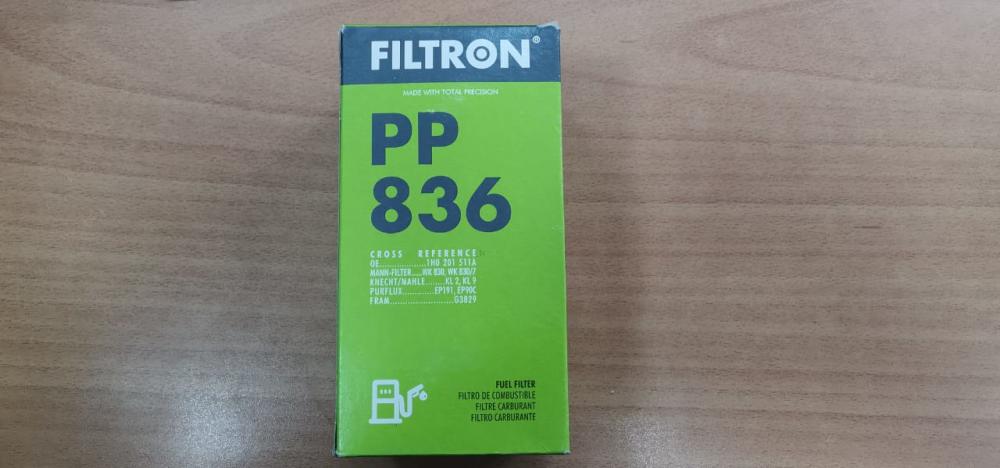 FILTRON®
MADE WITH TOTAL PRECISION
PP
836
CROSS REFERENCE
OE..................1H0 201 511A
MANN-FILTER.....WK 830, WK 830/7
KNECHT/MAHLE........KL 2, KL 9
PURFLUX..............EP191, EP90C
FRAM..........................G3829
FUEL FILTER
FILTRO DE COMBUSTIBLE
FILTRE CARBURANT
FILTRO CARBURANTE